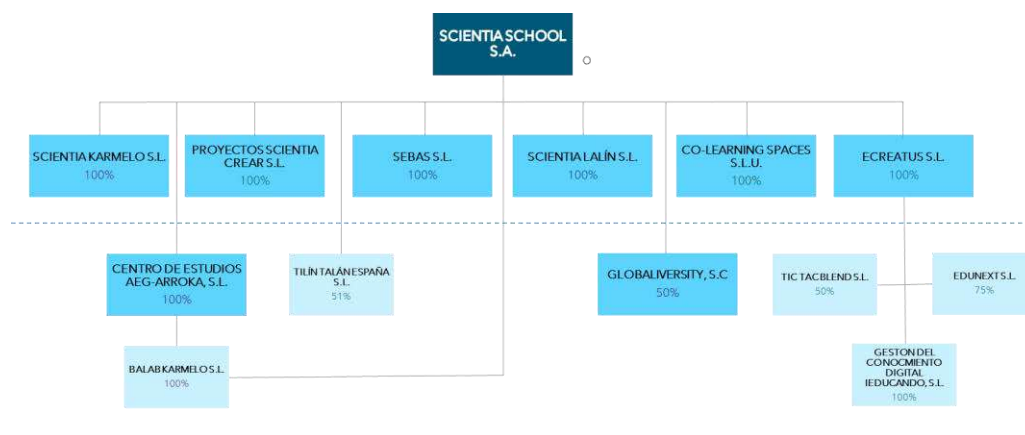 SCIENTIA SCHOOL
S.A.
SCIENTIA KARMELO S.L.
100%
PROYECTOS SCIENTIA
CREAR S.L.
100%
SEBAS S.L.
100%
SCIENTIA LALÍN S.L.
100%
CO-LEARNING SPACES
S.L.U.
100%
ECREATUS S.L.
100%
CENTRO DE ESTUDIOS
AEG-ARROKA, S.L.
100%
TILÍN TALÁN ESPAÑA
S.L.
51%
GLOBALIVERSITY, S.C
50%
TIC TAC BLEND S.L.
50%
EDUNEXT S.L.
75%
BALAB KARMELO S.L.
100%
GESTON DEL
CONOCMIENTO
DIGITAL
IEDUCANDO, S.L.
100%